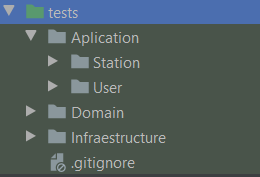 tests
Aplication
Station
User
Domain
Infraestructure
.gitignore